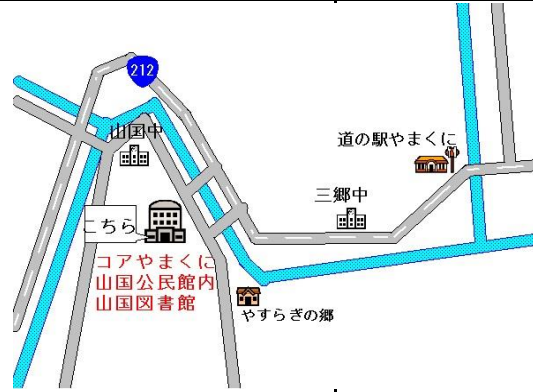 212
山国中
道の駅やまくに
三郷中
こちら
コアやまくに
山国公民館内
山国図書館
やすらぎの郷